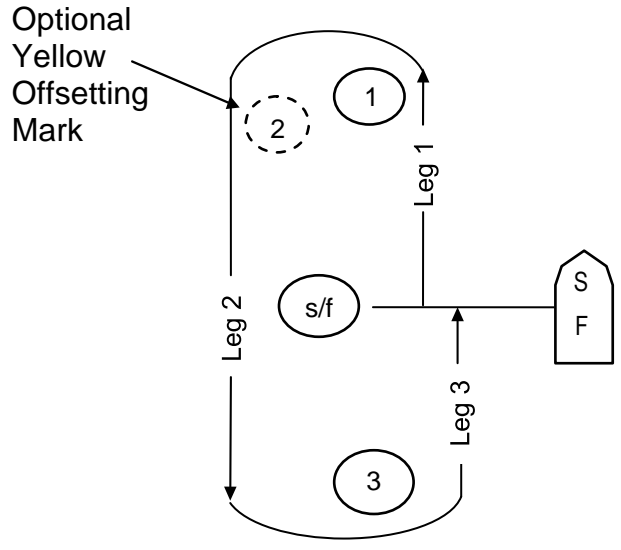 Optional
Yellow
Offsetting
Mark
1
2
Leg 1
s/f
S
F
Leg 2
Leg 3
3